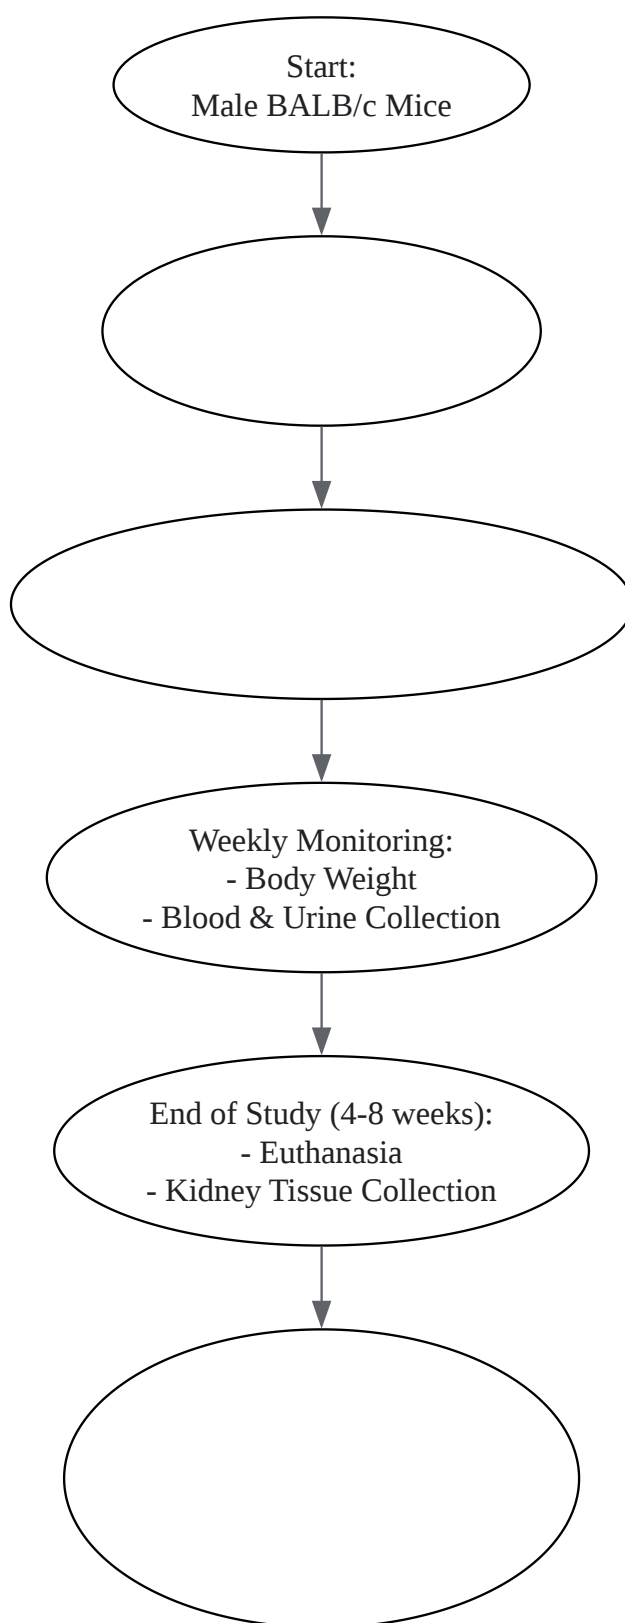 Start:
Male BALB/c Mice
Weekly Monitoring:
- Body Weight
- Blood & Urine Collection
End of Study (4-8 weeks):
- Euthanasia
- Kidney Tissue Collection